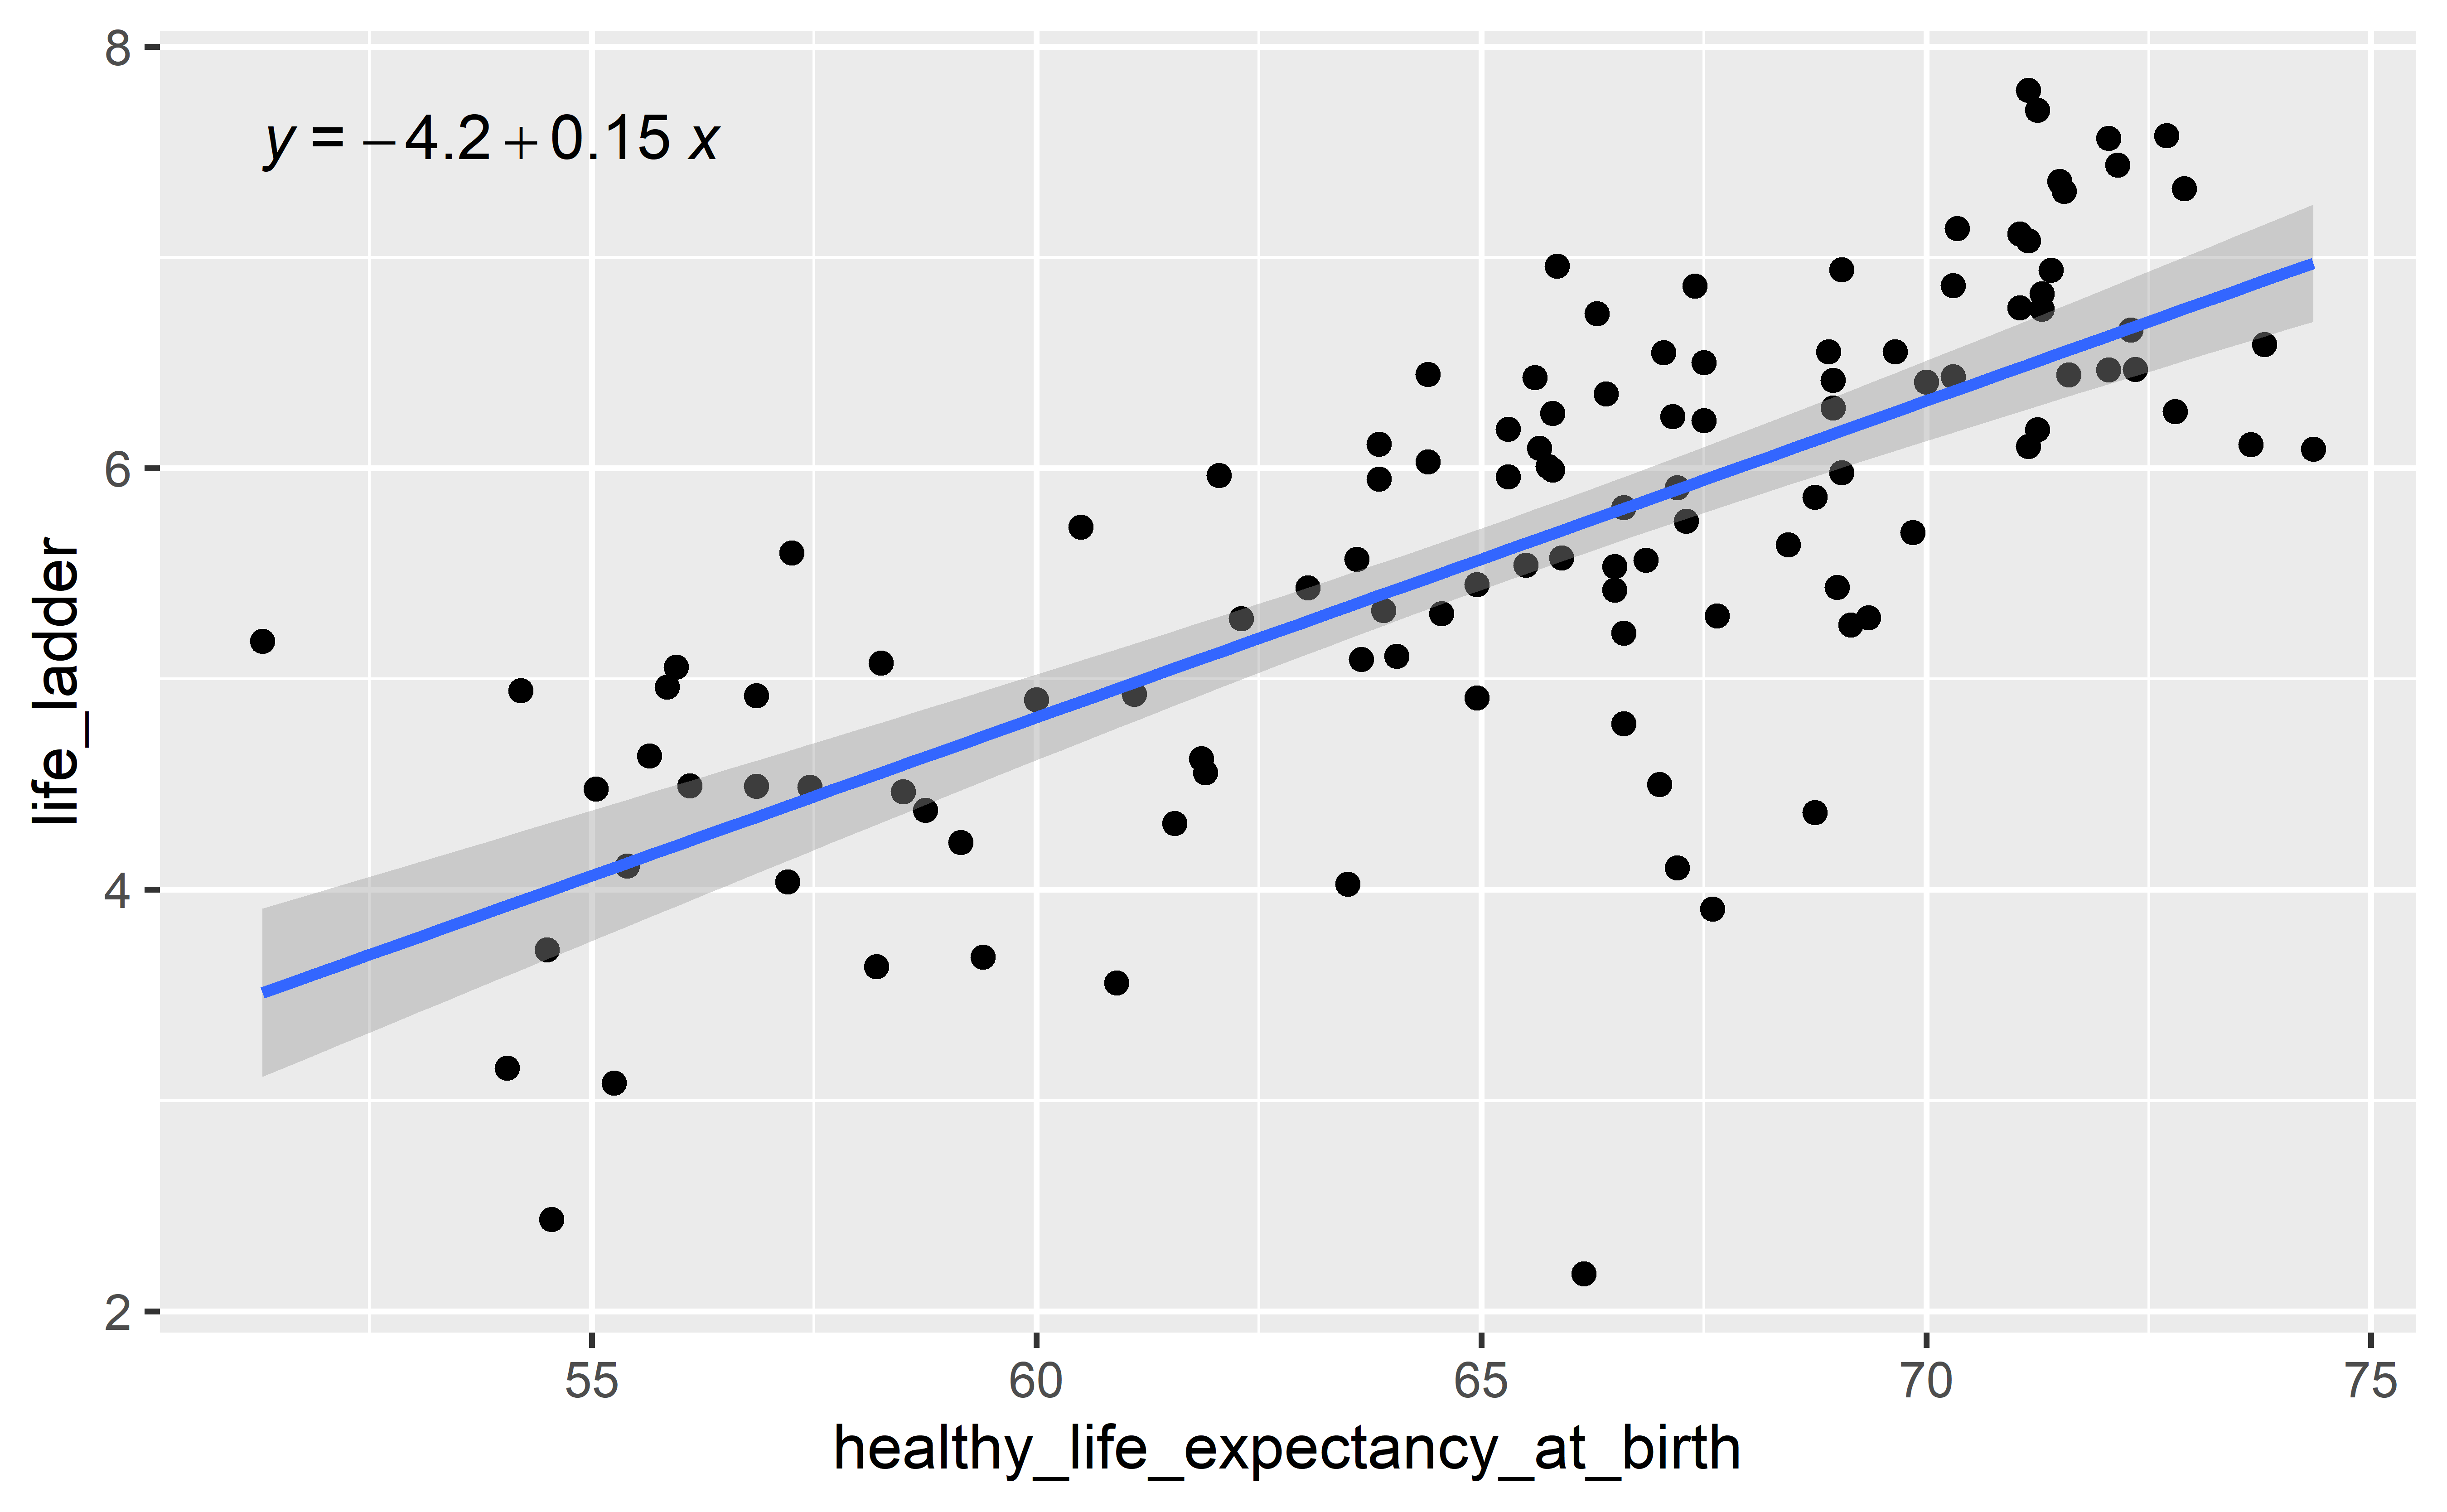 y = −4.2 + 0.15 x
8
6
4
2
life_ladder
55 60 65 70 75
healthy_life_expectancy_at_birth